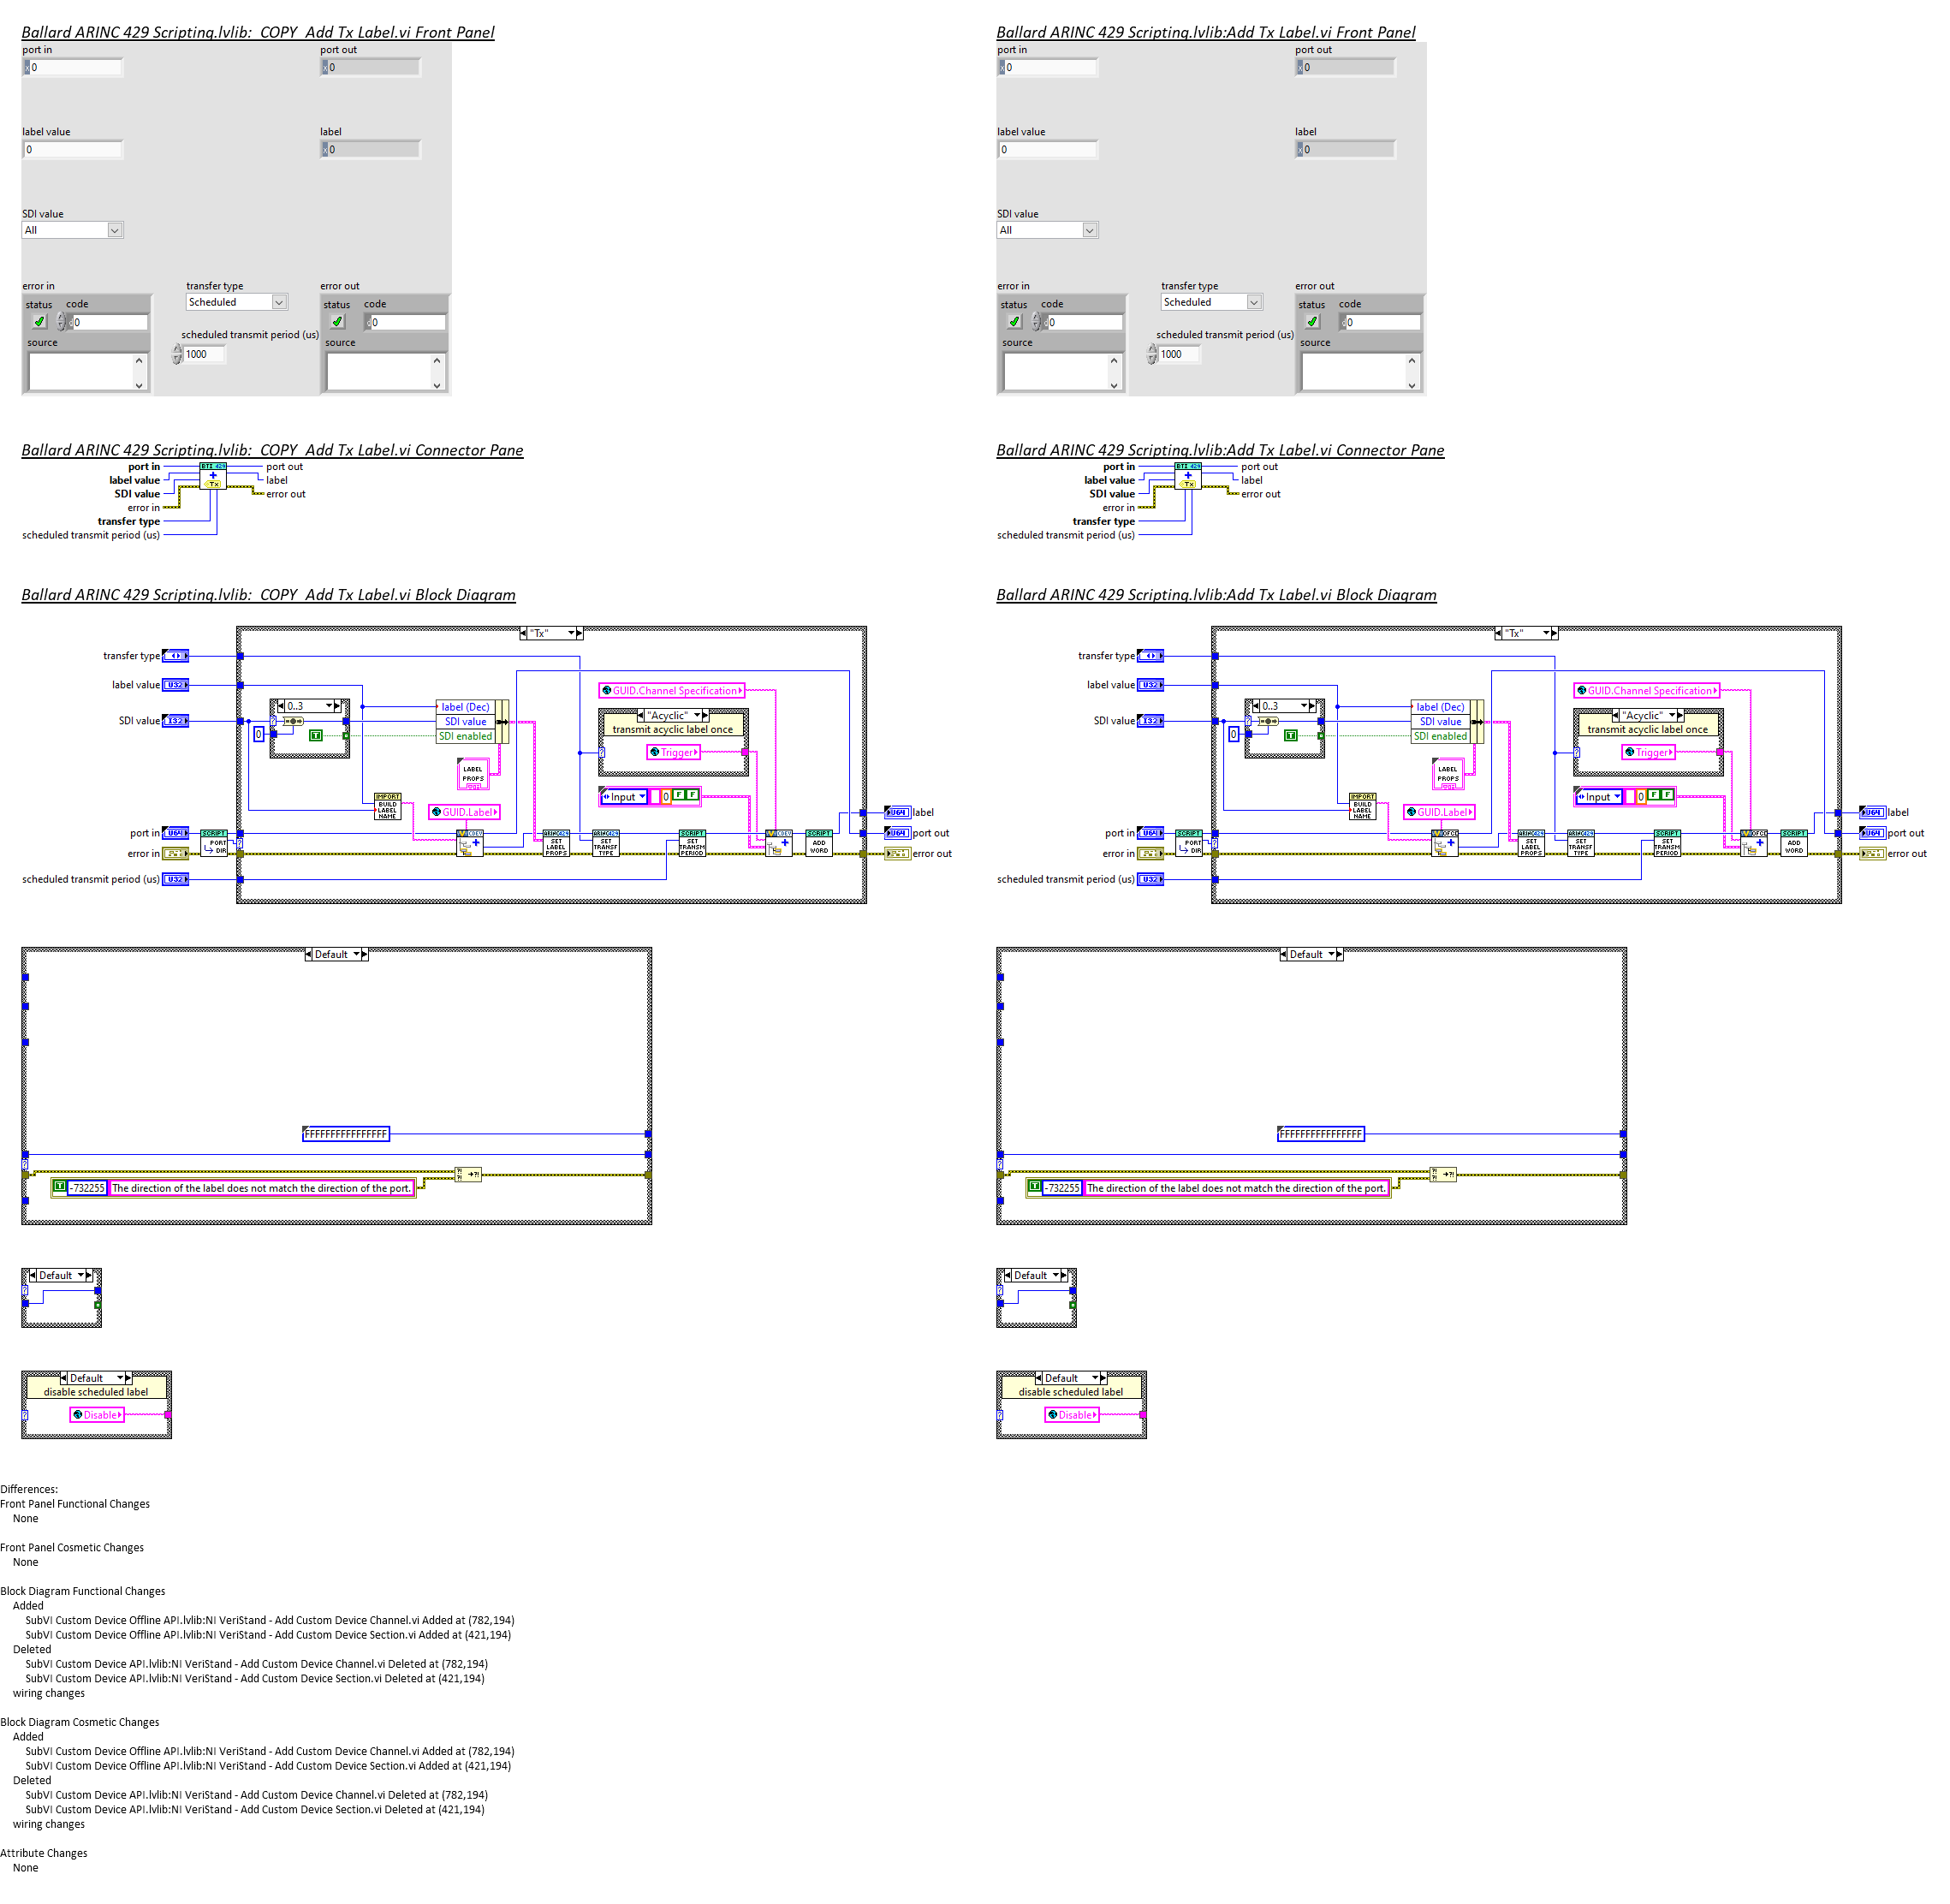 Ballard ARINC 429 Scripting.lvlib:  COPY  Add Tx Label.vi Front Panel
port in
port out
0
0
label value
label
0
0
SDI value
All
error in
transfer type
error out
status
code
Scheduled
status
code
0
0
source
scheduled transmit period (us)
source
1000
Ballard ARINC 429 Scripting.lvlib:  COPY  Add Tx Label.vi Connector Pane
port in
port out
label value
label
SDI value
error out
error in
transfer type
scheduled transmit period (us)
BTI 429
Tx
Ballard ARINC 429 Scripting.lvlib:  COPY  Add Tx Label.vi Block Diagram
"Tx"
transfer type
label value
U32
GUID.Channel Specification
0..3
label (Dec)
"Acyclic"
SDI value
I32
SDI value
transmit acyclic label once
0
T
SDI enabled
Trigger
LABEL
PROPS
Input
0
F
F
IMPORT
BUILD
LABEL
NAME
GUID.Label
U64
label
port in
U64
SCRIPT
PORT
DIR
ARINC429
SET
LABEL
PROPS
ARINC429
SET
TRANSF
TYPE
SCRIPT
SET
TRANSM
PERIOD
SCRIPT
ADD
WORD
U64
port out
error in
error out
scheduled transmit period (us)
U32
Default
FFFFFFFFFFFFFFFF
T
-732255
The direction of the label does not match the direction of the port.
Default
Default
disable scheduled label
Disable
Ballard ARINC 429 Scripting.lvlib:Add Tx Label.vi Front Panel
port in
port out
0
0
label value
label
0
0
SDI value
All
error in
transfer type
error out
status
code
Scheduled
status
code
0
0
source
scheduled transmit period (us)
source
1000
Ballard ARINC 429 Scripting.lvlib:Add Tx Label.vi Connector Pane
port in
port out
label value
label
SDI value
error out
error in
transfer type
scheduled transmit period (us)
BTI 429
Tx
Ballard ARINC 429 Scripting.lvlib:Add Tx Label.vi Block Diagram
"Tx"
transfer type
label value
U32
GUID.Channel Specification
0..3
label (Dec)
"Acyclic"
SDI value
I32
SDI value
transmit acyclic label once
0
T
SDI enabled
Trigger
LABEL
PROPS
Input
0
F
F
IMPORT
BUILD
LABEL
NAME
GUID.Label
U64
label
port in
U64
SCRIPT
PORT
DIR
ARINC429
SET
LABEL
PROPS
ARINC429
SET
TRANSF
TYPE
SCRIPT
SET
TRANSM
PERIOD
SCRIPT
ADD
WORD
U64
port out
error in
error out
scheduled transmit period (us)
U32
Default
FFFFFFFFFFFFFFFF
T
-732255
The direction of the label does not match the direction of the port.
Default
Default
disable scheduled label
Disable
Differences:
Front Panel Functional Changes
None
Front Panel Cosmetic Changes
None
Block Diagram Functional Changes
Added
SubVI Custom Device Offline API.lvlib:NI VeriStand - Add Custom Device Channel.vi Added at (782,194)
SubVI Custom Device Offline API.lvlib:NI VeriStand - Add Custom Device Section.vi Added at (421,194)
Deleted
SubVI Custom Device API.lvlib:NI VeriStand - Add Custom Device Channel.vi Deleted at (782,194)
SubVI Custom Device API.lvlib:NI VeriStand - Add Custom Device Section.vi Deleted at (421,194)
wiring changes
Block Diagram Cosmetic Changes
Added
SubVI Custom Device Offline API.lvlib:NI VeriStand - Add Custom Device Channel.vi Added at (782,194)
SubVI Custom Device Offline API.lvlib:NI VeriStand - Add Custom Device Section.vi Added at (421,194)
Deleted
SubVI Custom Device API.lvlib:NI VeriStand - Add Custom Device Channel.vi Deleted at (782,194)
SubVI Custom Device API.lvlib:NI VeriStand - Add Custom Device Section.vi Deleted at (421,194)
wiring changes
Attribute Changes
None